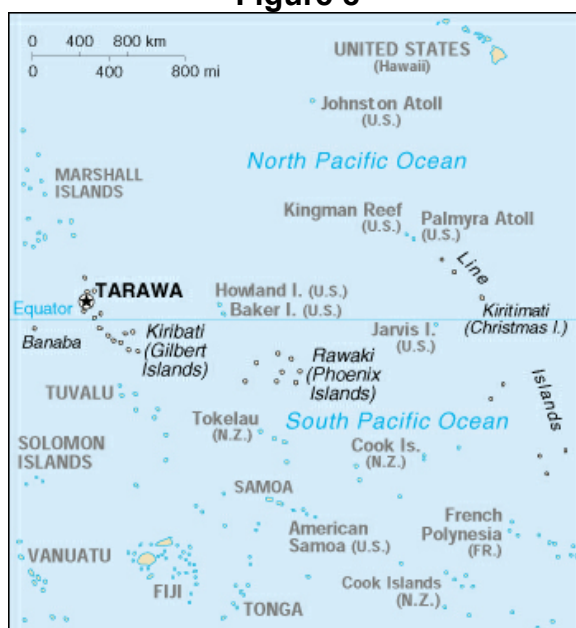 Figure
0 400 800 km
0 400 800 mi
UNITED STATES
(Hawaii)
Johnston Atoll
(U.S.)
North Pacific Ocean
MARSHALL
ISLANDS
Kingman Reef
(U.S.)
Palmyra Atoll
(U.S.)
Line
TARAWA
Howland I. (U.S.)
Equator
Baker I. (U.S.)
Kiritimati
(Christmas I.)
Jarvis I.
(U.S.)
Banaba
Kiribati
(Gilbert
Islands)
Rawaki
(Phoenix
Islands)
Islands
TUVALU
Tokelau
(N.Z.)
South Pacific Ocean
SOLOMON
ISLANDS
Cook Is.
(N.Z.)
SAMOA
American
Samoa (U.S.)
French
Polynesia
(FR.)
VANUATU
FIJI
TONGA
Cook Islands
(N.Z.)